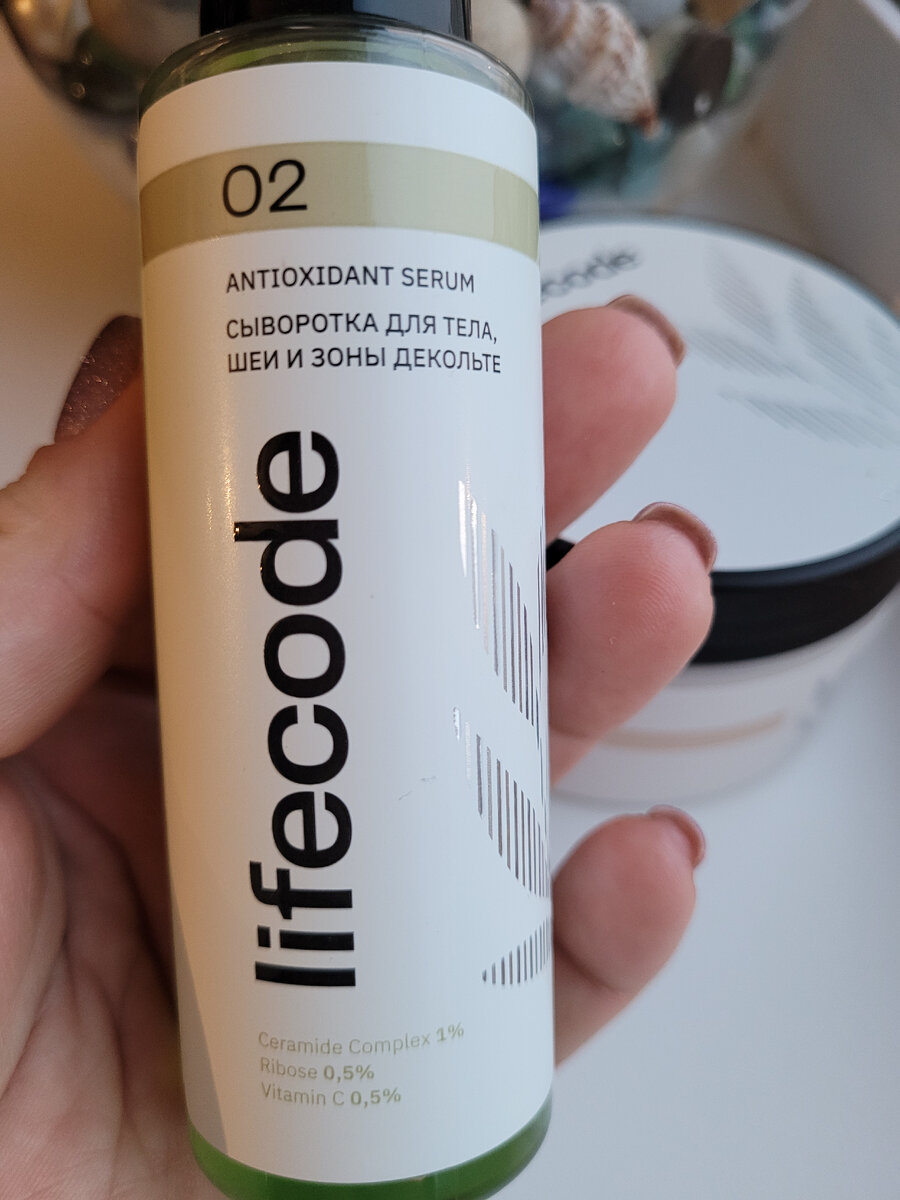 02
ANTIOXIDANT SERUM
СЫВОРОТКА ДЛЯ ТЕЛА,
ШЕИ И ЗОНЫ ДЕКОЛЬТЕ
lifecode
Ceramide Complex 1%
Ribose 0,5%
Vitamin C 0,5%